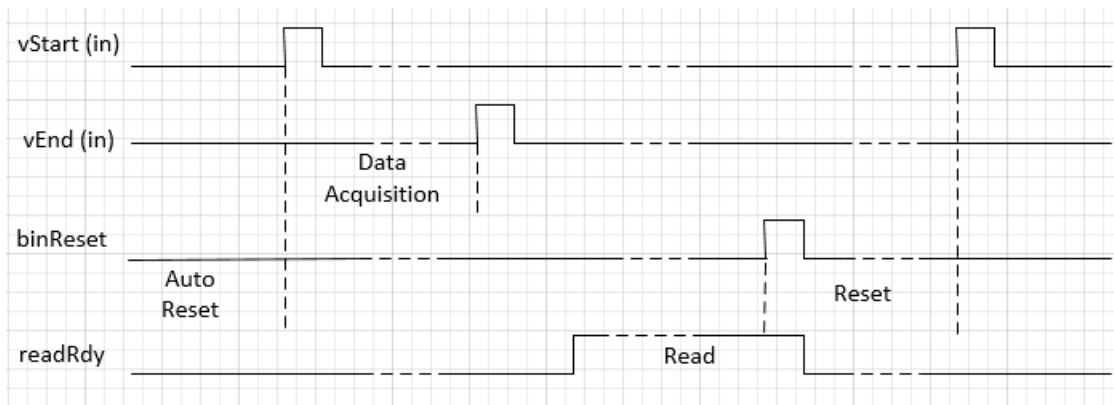 vStart (in)
vEnd (in)
Data
Acquisition
binReset
Auto
Reset
Reset
readRdy
Read